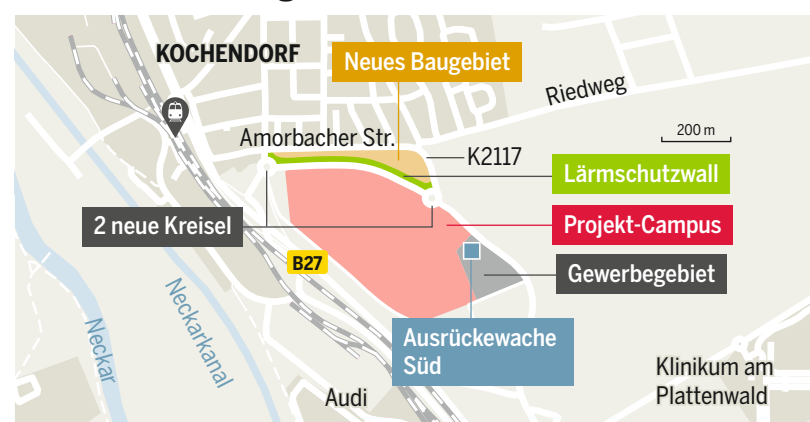 KOCHENDORF
Neues Baugebiet
Riedweg
200 m
Amorbacher Str.
K2117
Lärmschutzwall
2 neue Kreisel
Projekt-Campus
B27
Gewerbegebiet
Neckarkanal
Neckar
Ausrückewache
Süd
Audi
Klinikum am
Plattenwald